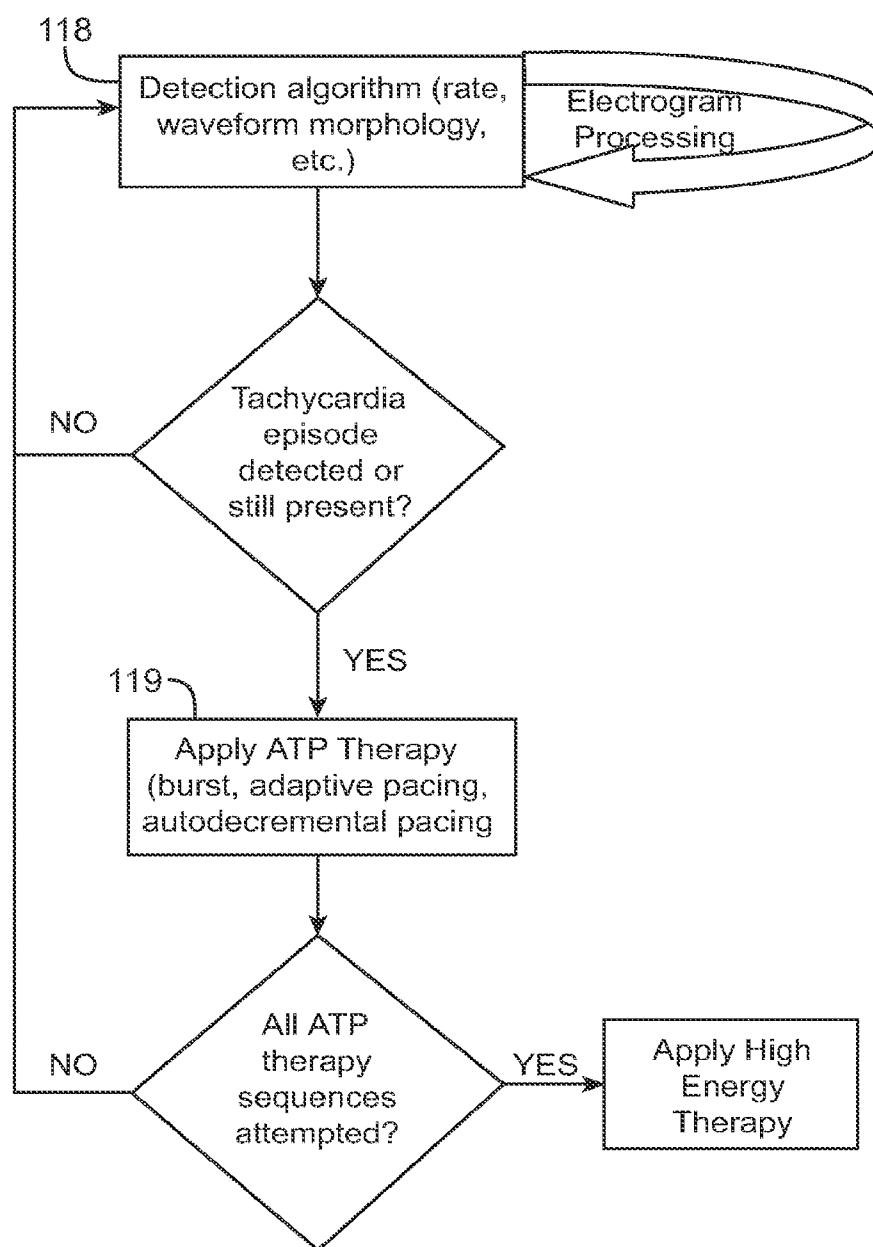 118
Detection algorithm (rate,
waveform morphology,
etc.)
Electrogram
Processing
Tachycardia
episode
detected or
still present?
NO
YES
119
Apply ATP Therapy
(burst, adaptive pacing,
autodecremental pacing
All ATP
therapy
sequences
attempted?
NO
YES
Apply High
Energy
Therapy